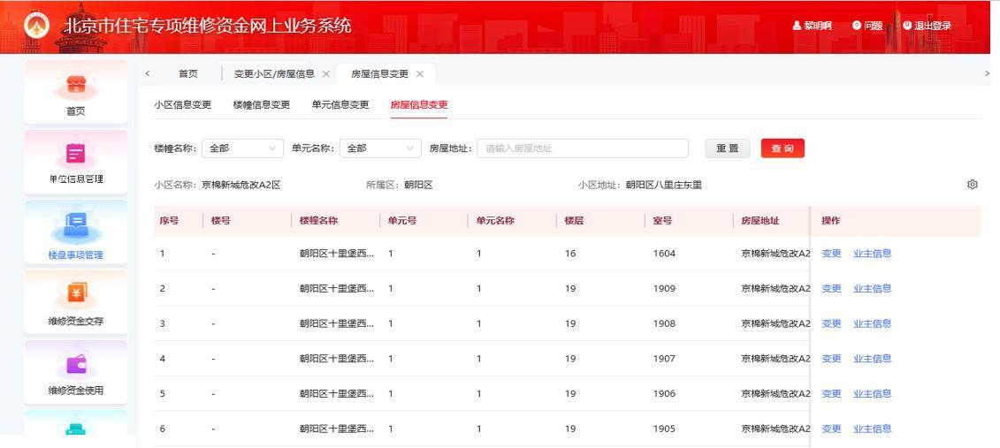 北京市住宅专项维修资金网上业务系统
黎明啊 问题 退出登录
首页 变更小区/房屋信息 房屋信息变更
小区信息变更 楼幢信息变更 单元信息变更 房屋信息变更
首页
单位信息管理
楼盘事项管理
维修资金交存
维修资金使用
楼幢名称: 全部 单元名称: 全部 房屋地址: 请输入房屋地址 重置 查询
小区名称: 京棉新城危改A2区 所属区: 朝阳区 小区地址: 朝阳区八里庄东里
序号 楼号 楼幢名称 单元号 单元名称 楼层 室号 房屋地址 操作
1 - 朝阳区十里堡西... 1 1 16 1604 京棉新城危改A2 变更 业主信息
2 - 朝阳区十里堡西... 1 1 19 1909 京棉新城危改A2 变更 业主信息
3 - 朝阳区十里堡西... 1 1 19 1908 京棉新城危改A2 变更 业主信息
4 - 朝阳区十里堡西... 1 1 19 1907 京棉新城危改A2 变更 业主信息
5 - 朝阳区十里堡西... 1 1 19 1906 京棉新城危改A2 变更 业主信息
6 - 朝阳区十里堡西... 1 1 19 1905 京棉新城危改A2 变更 业主信息